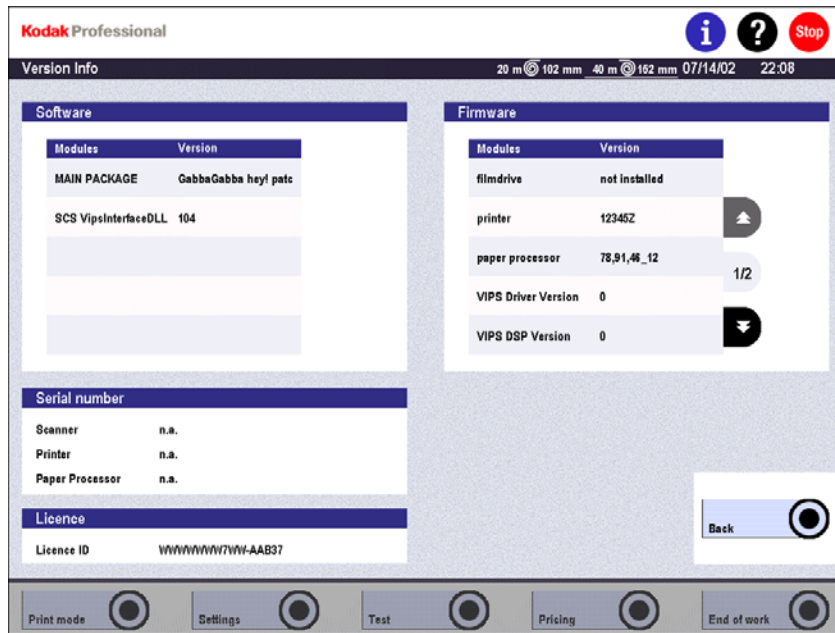 Kodak Professional
i ? Stop
Version Info 20 m 102 mm 40 m 152 mm 07/14/02 22:08
Software
Modules Version
MAIN PACKAGE GabbaGabba hey! patc
SCS VipsInterfaceDLL 104
Firmware
Modules Version
filmdrive not installed
printer 12345Z
paper processor 78,91,46_12
VIPS Driver Version 0
VIPS DSP Version 0
1/2
Serial number
Scanner n.a.
Printer n.a.
Paper Processor n.a.
Licence
Licence ID WWWWWWW7WW-AAB37
Back
Print mode Settings Test Pricing End of work